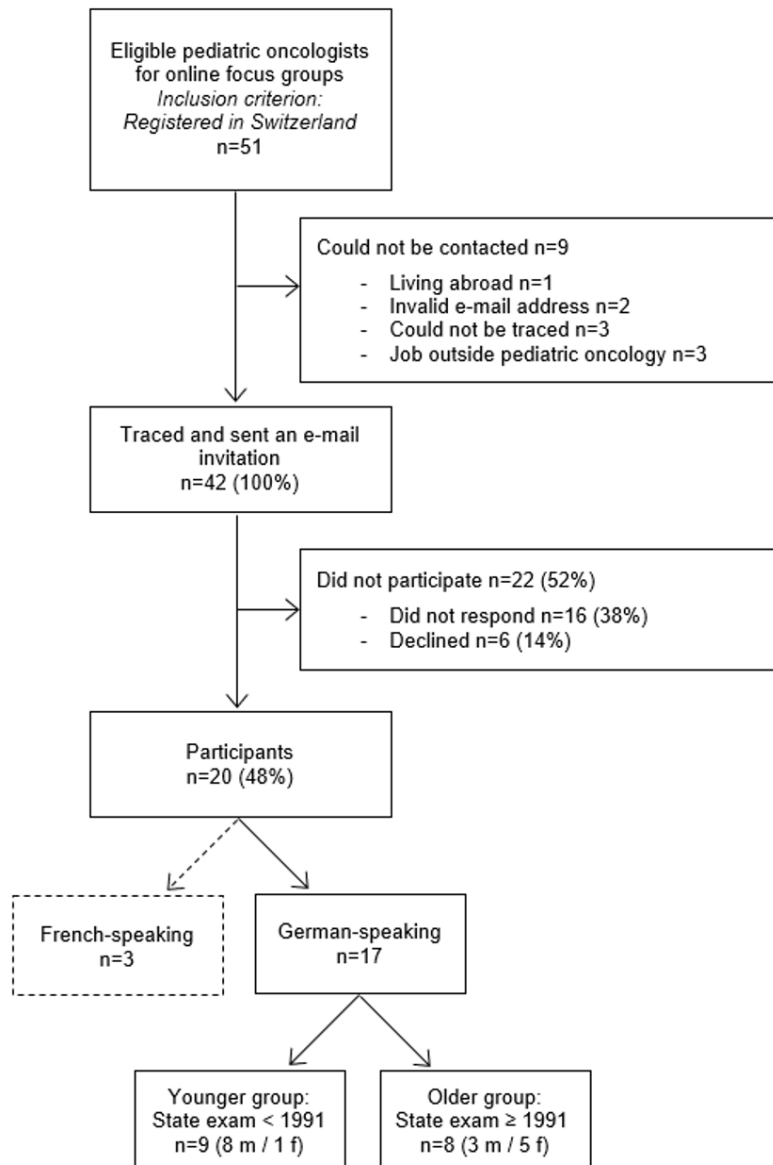 Eligible pediatric oncologists
for online focus groups
Inclusion criterion:
Registered in Switzerland
n=51
Could not be contacted n=9
- Living abroad n=1
- Invalid e-mail address n=2
- Could not be traced n=3
- Job outside pediatric oncology n=3
Traced and sent an e-mail
invitation
n=42 (100%)
Did not participate n=22 (52%)
- Did not respond n=16 (38%)
- Declined n=6 (14%)
Participants
n=20 (48%)
French-speaking
n=3
German-speaking
n=17
Younger group:
State exam < 1991
n=9 (8 m / 1 f)
Older group:
State exam ≥ 1991
n=8 (3 m / 5 f)